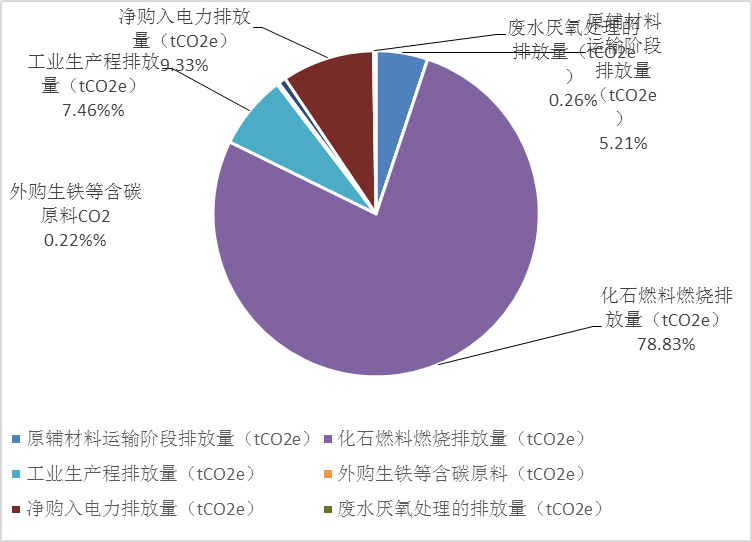 净购入电力排放
量（tCO2e）
9.33%
废水厌氧处理的
排放量（tCO2e
）
0.26%
原辅材料
运输阶段
排放量
（tCO2e
）
5.21%
工业生产程排放
量（tCO2e）
7.46%%
外购生铁等含碳
原料CO2
0.22%%
化石燃料燃烧排
放量（tCO2e）
78.83%
原辅材料运输阶段排放量（tCO2e）
化石燃料燃烧排放量（tCO2e）
工业生产程排放量（tCO2e）
外购生铁等含碳原料（tCO2e）
净购入电力排放量（tCO2e）
废水厌氧处理的排放量（tCO2e）